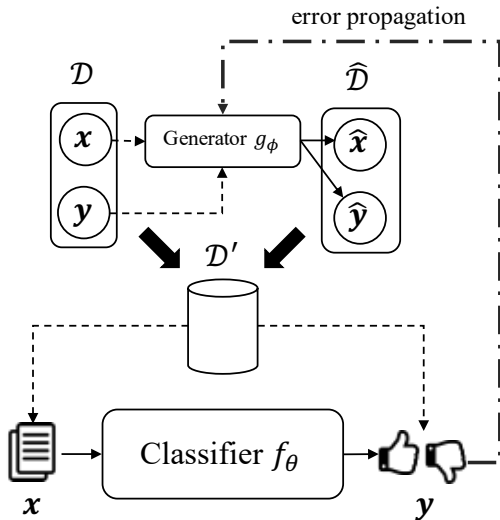 error propagation
𝒟
𝒟̂
x
Generator g_ϕ
x̂
y
ŷ
𝒟′
Classifier f_θ
x
y